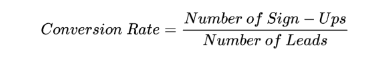 Conversion Rate = Number of Sign − Ups / Number of Leads